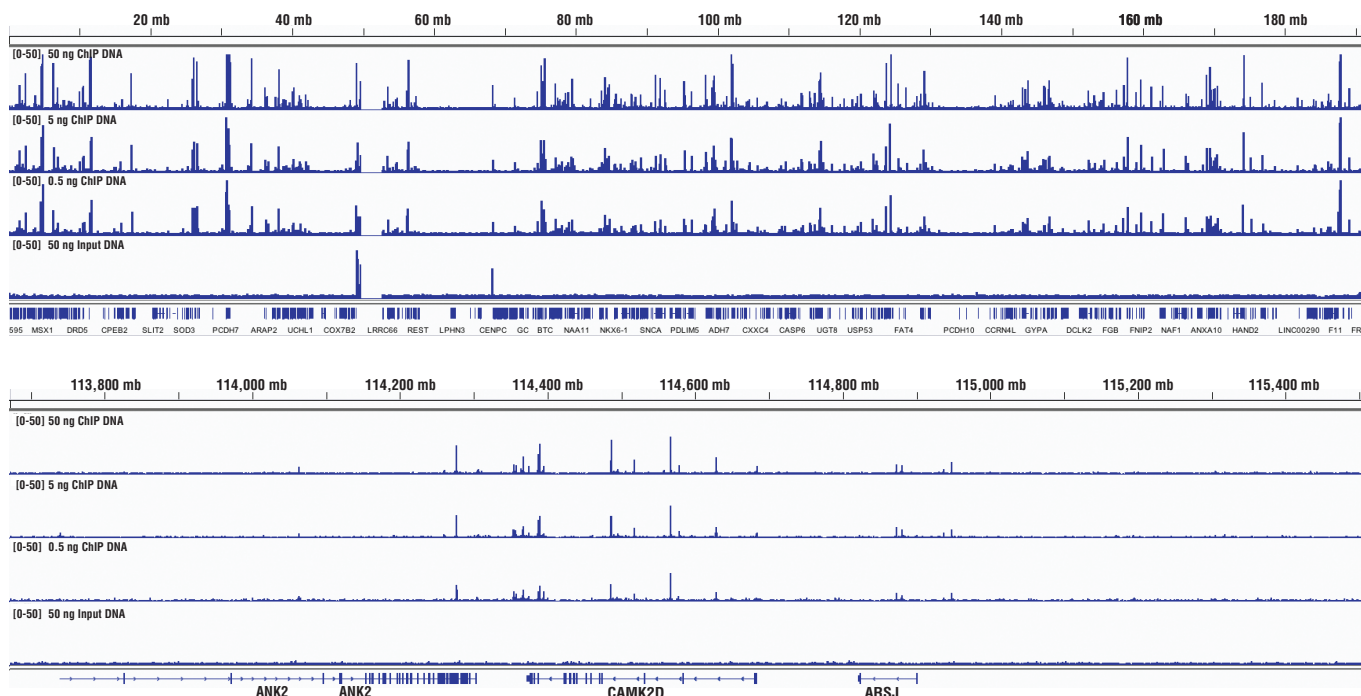 20 mb 40 mb 60 mb 80 mb 100 mb 120 mb 140 mb 160 mb 180 mb
[0-50] 50 ng ChIP DNA
[0-50] 5 ng ChIP DNA
[0-50] 0.5 ng ChIP DNA
[0-50] 50 ng Input DNA
595 MSX1 DRD5 CPEB2 SLIT2 SOD3 PCDH7 ARAP2 UCHL1 COX7B2 LRRC66 REST LPHN3 CENPC GC BTC NAA11 NKX6-1 SNCA PDLIM5 ADH7 CXXC4 CASP6 UGT8 USP53 FAT4 PCDH10 CCRN4L GYPA DCLK2 FGB FNIP2 NAF1 ANXA10 HAND2 LINC00290 F11 FR
113,800 mb 114,000 mb 114,200 mb 114,400 mb 114,600 mb 114,800 mb 115,000 mb 115,200 mb 115,400 mb
[0-50] 50 ng ChIP DNA
[0-50] 5 ng ChIP DNA
[0-50] 0.5 ng ChIP DNA
[0-50] 50 ng Input DNA
ANK2 ANK2 CAMK2D ARSJ